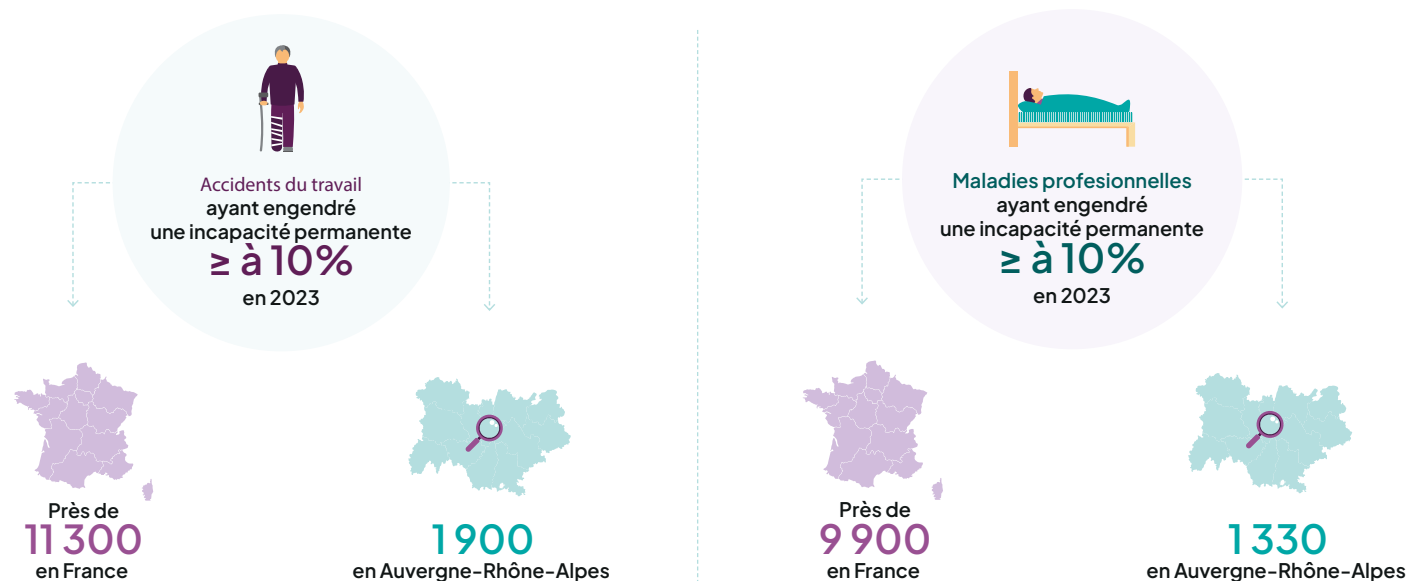 Accidents du travail
ayant engendré
une incapacité permanente
≥ à 10%
en 2023
Près de
11 300
en France
1 900
en Auvergne-Rhône-Alpes
Maladies profesionnelles
ayant engendré
une incapacité permanente
≥ à 10%
en 2023
Près de
9 900
en France
1 330
en Auvergne-Rhône-Alpes